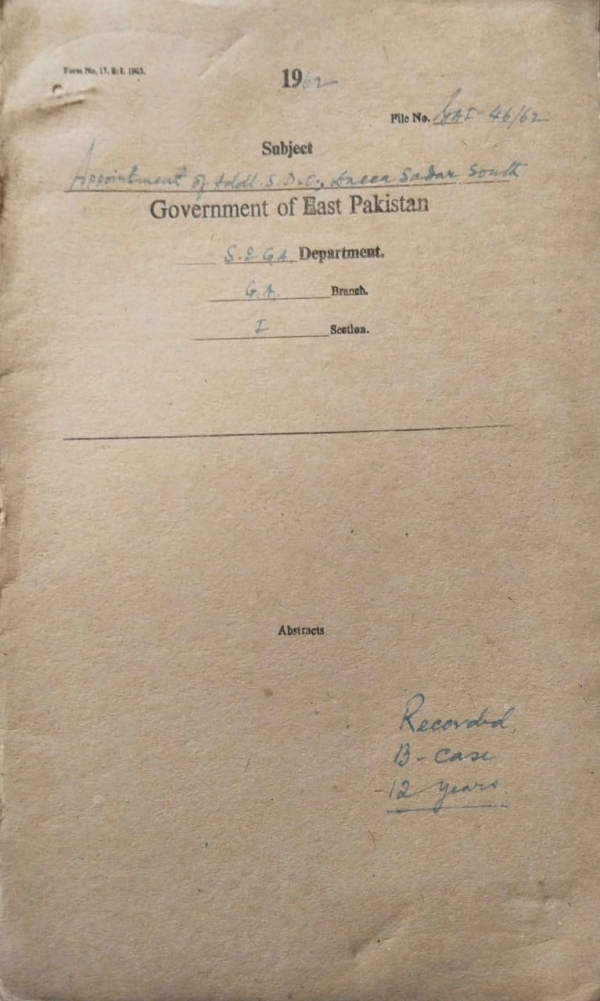 Form No. 17, B.I. 1963.
1962
File No. GAI-46/62
Subject
Appointment of Addl. S.D.O, Dacca Sadar South
Government of East Pakistan
S.&GA Department.
G.A. Branch.
I Section.
Abstracts
Recorded,
B-case
-12 years